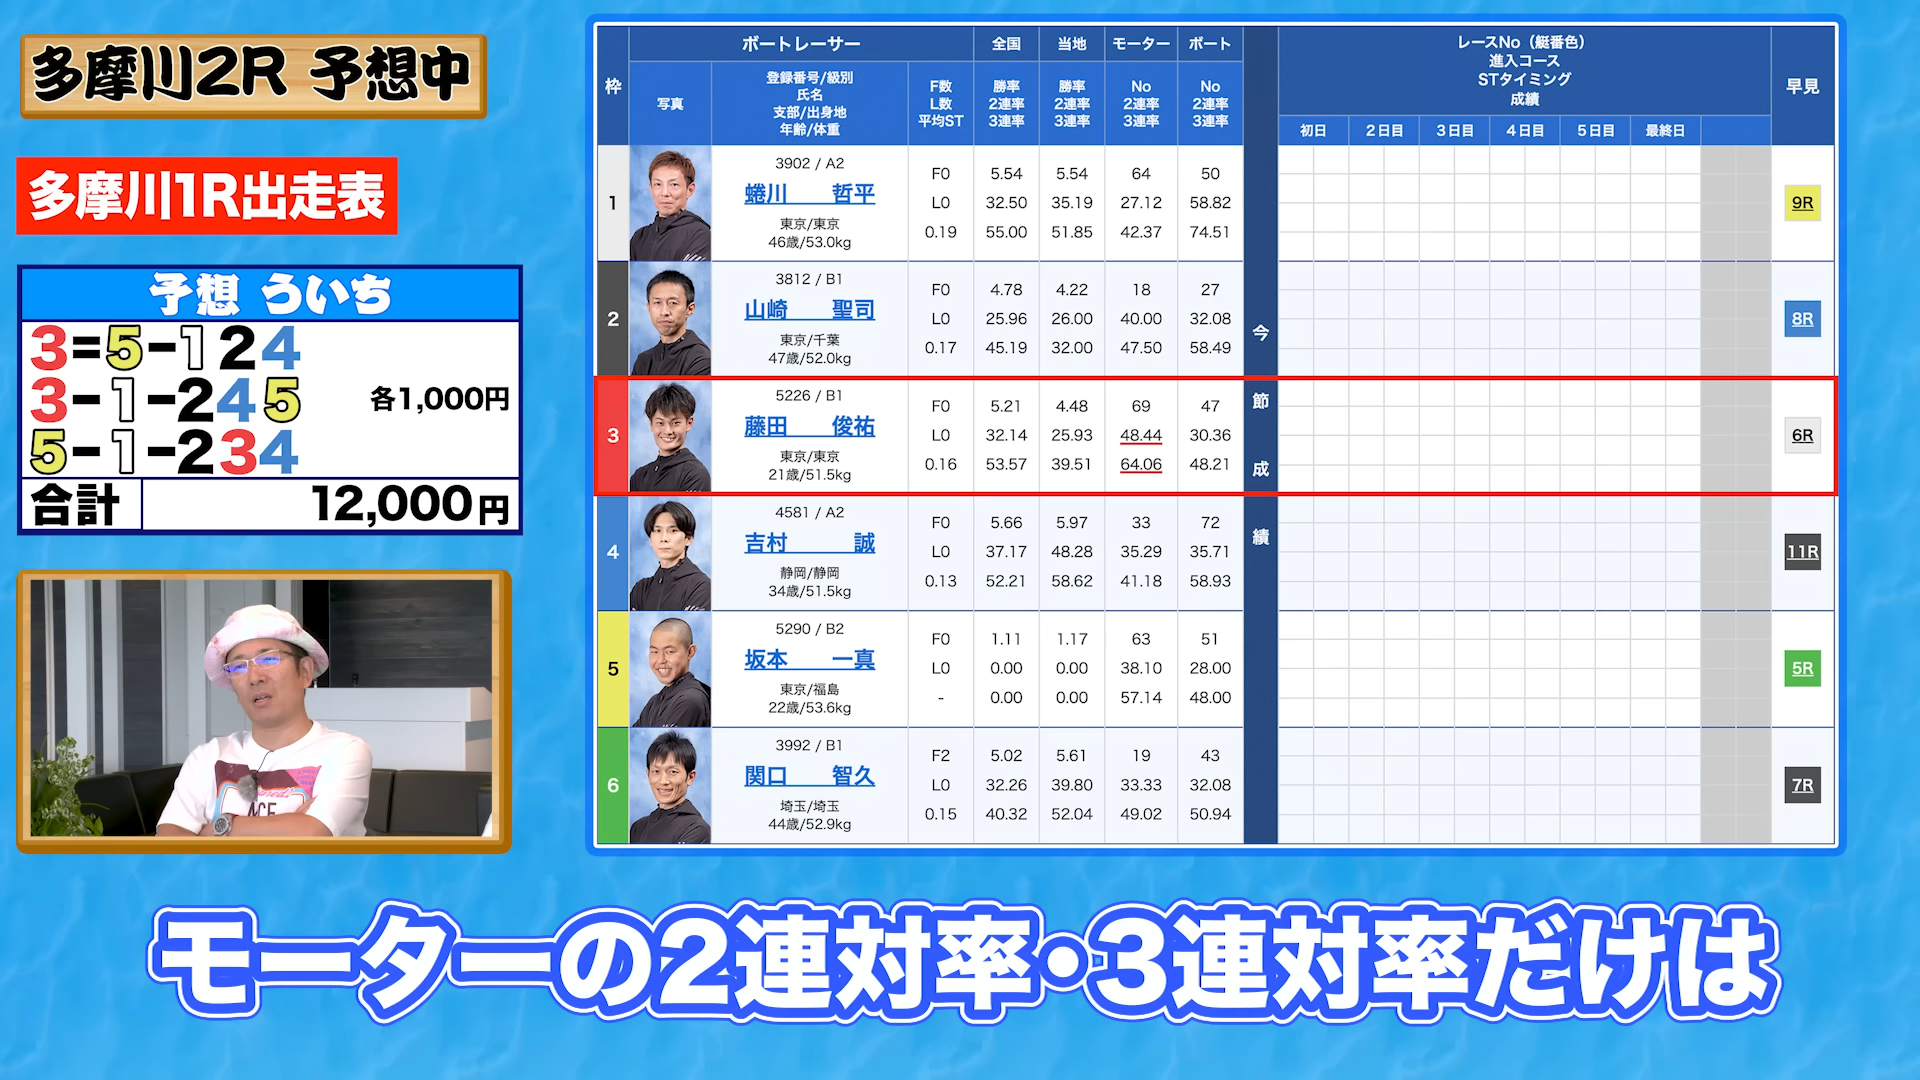 多摩川2R 予想中
多摩川1R出走表
予想 ういち
3=5-124
3-1-245
各1,000円
5-1-234
合計 12,000円
枠 ボートレーサー 全国 当地 モーター ボート レースNo（艇番色） 早見
進入コース
STタイミング
成績
写真 登録番号/級別 F数 勝率 勝率 No No
氏名 L数 2連率 2連率 2連率 2連率
支部/出身地 平均ST 3連率 3連率 3連率 3連率
年齢/体重
初日 2日目 3日目 4日目 5日目 最終日
今節成績
1 3902 / A2 F0 5.54 5.54 64 50
蜷川 哲平 L0 32.50 35.19 27.12 58.82 9R
東京/東京 0.19 55.00 51.85 42.37 74.51
46歳/53.0kg
2 3812 / B1 F0 4.78 4.22 18 27
山崎 聖司 L0 25.96 26.00 40.00 32.08 8R
東京/千葉 0.17 45.19 32.00 47.50 58.49
47歳/52.0kg
3 5226 / B1 F0 5.21 4.48 69 47
藤田 俊祐 L0 32.14 25.93 48.44 30.36 6R
東京/東京 0.16 53.57 39.51 64.06 48.21
21歳/51.5kg
4 4581 / A2 F0 5.66 5.97 33 72
吉村 誠 L0 37.17 48.28 35.29 35.71 11R
静岡/静岡 0.13 52.21 58.62 41.18 58.93
34歳/51.5kg
5 5290 / B2 F0 1.11 1.17 63 51
坂本 一真 L0 0.00 0.00 38.10 28.00 5R
東京/福島 - 0.00 0.00 57.14 48.00
22歳/53.6kg
6 3992 / B1 F2 5.02 5.61 19 43
関口 智久 L0 32.26 39.80 33.33 32.08 7R
埼玉/埼玉 0.15 40.32 52.04 49.02 50.94
44歳/52.9kg
モーターの2連対率・3連対率だけは